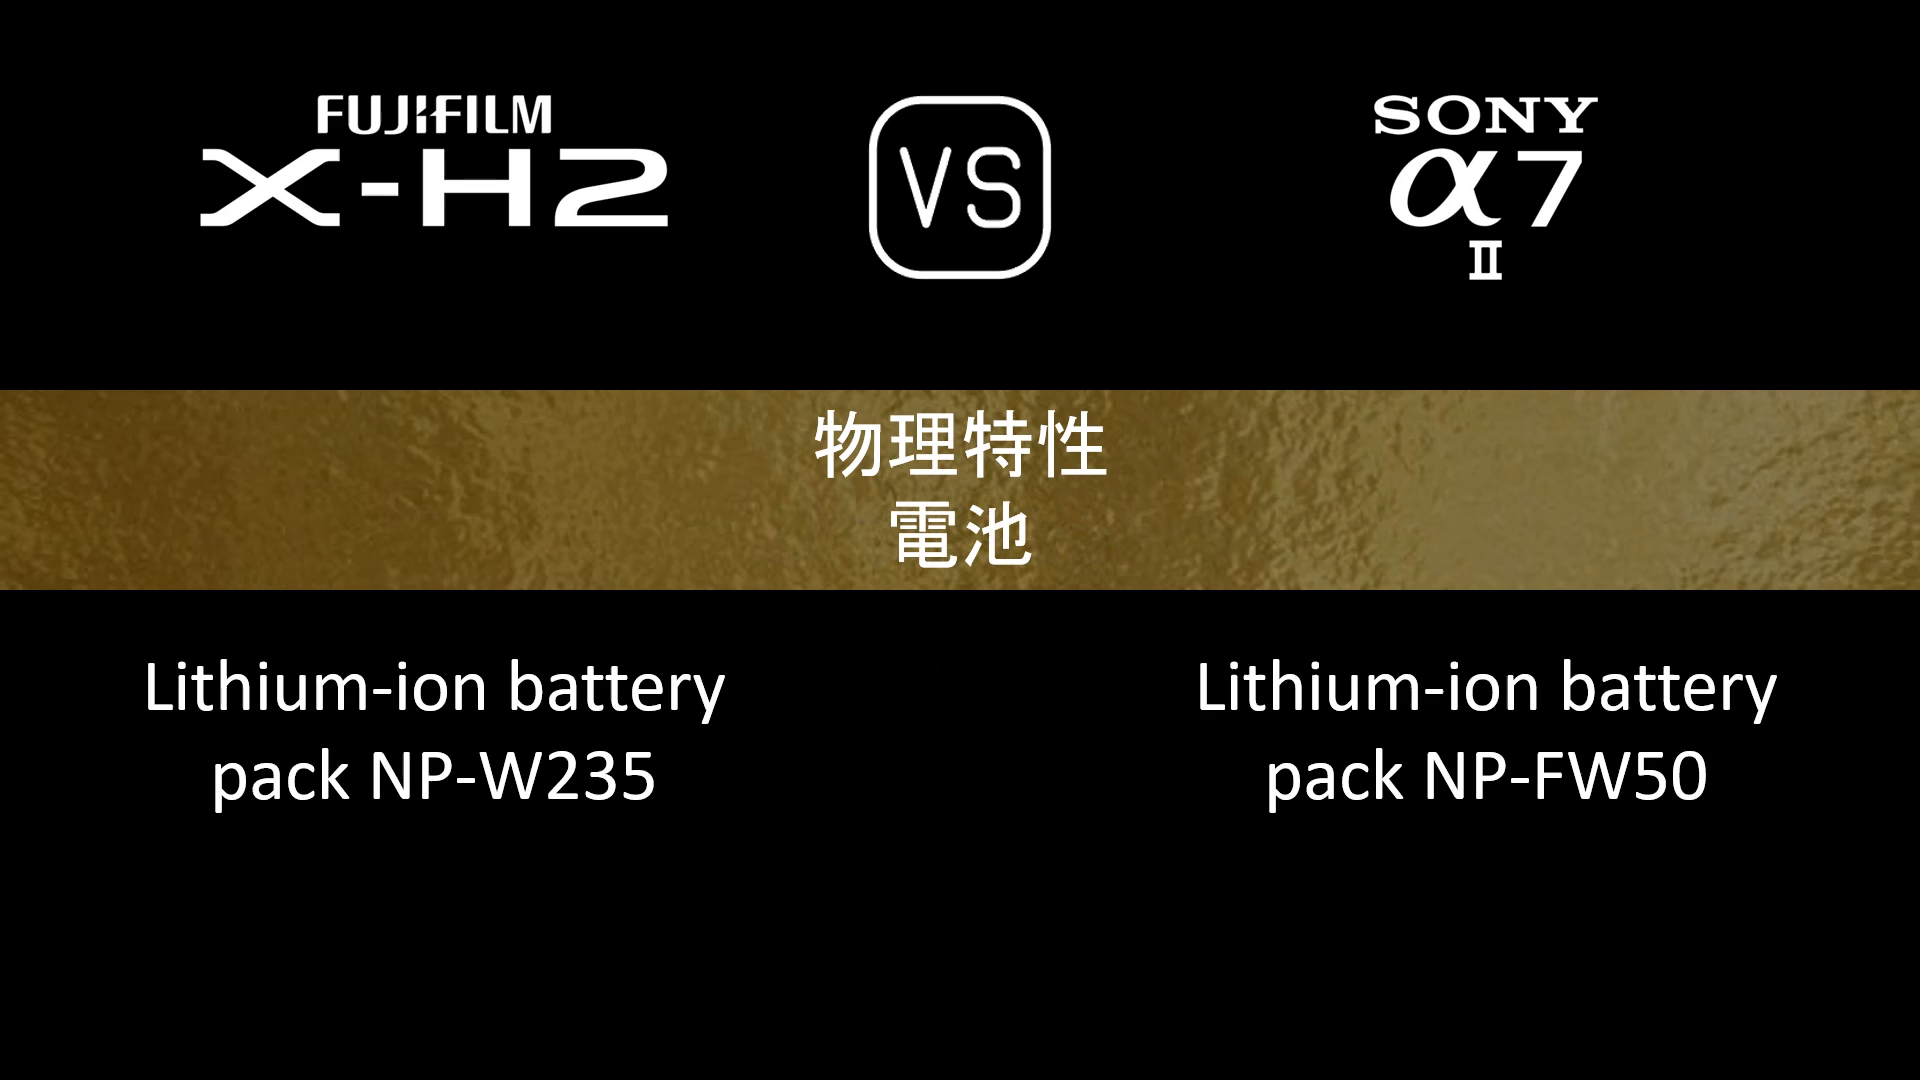 FUJIFILM
X-H2
VS
SONY
α7
II
物理特性
電池
Lithium-ion battery
pack NP-W235
Lithium-ion battery
pack NP-FW50